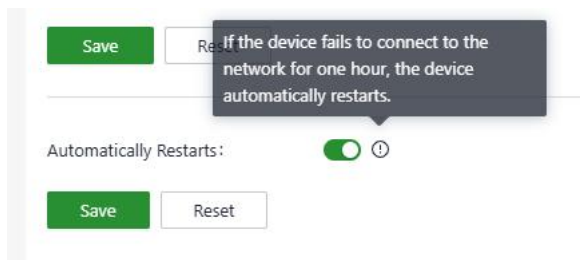 Save
If the device fails to connect to the
network for one hour, the device
automatically restarts.
Automatically Restarts:
Save Reset